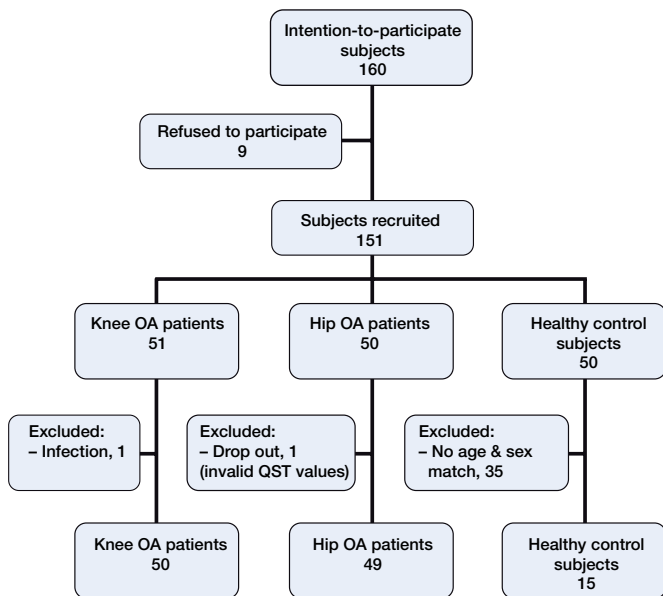 Intention-to-participate
subjects
160
Refused to participate
9
Subjects recruited
151
Knee OA patients
51
Hip OA patients
50
Healthy control
subjects
50
Excluded:
– Infection, 1
Excluded:
– Drop out, 1
(invalid QST values)
Excluded:
– No age & sex
match, 35
Knee OA patients
50
Hip OA patients
49
Healthy control
subjects
15